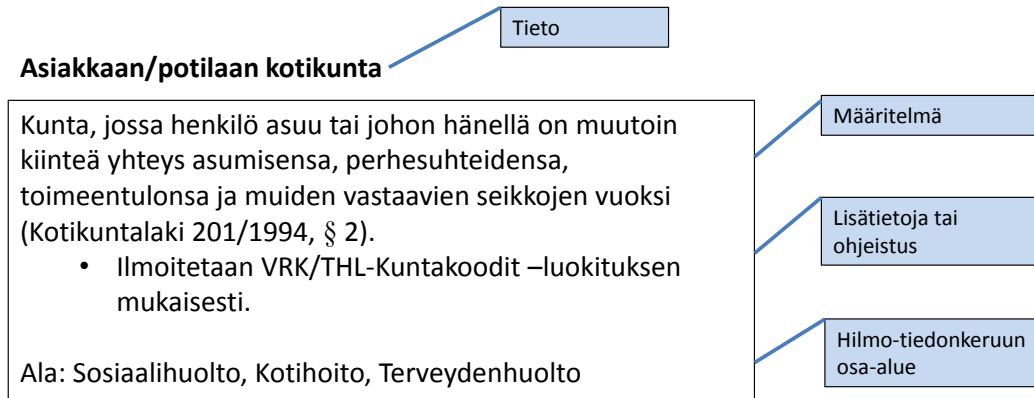 Tieto
Asiakkaan/potilaan kotikunta
Kunta, jossa henkilö asuu tai johon hänellä on muutoin
kiinteä yhteys asumisensa, perhesuhteidensa,
toimeentulonsa ja muiden vastaavien seikkojen vuoksi
(Kotikuntalaki 201/1994, § 2).
• Ilmoitetaan VRK/THL-Kuntakoodit –luokituksen
mukaisesti.
Ala: Sosiaalihuolto, Kotihoito, Terveydenhuolto
Määritelmä
Lisätietoja tai
ohjeistus
Hilmo-tiedonkeruun
osa-alue